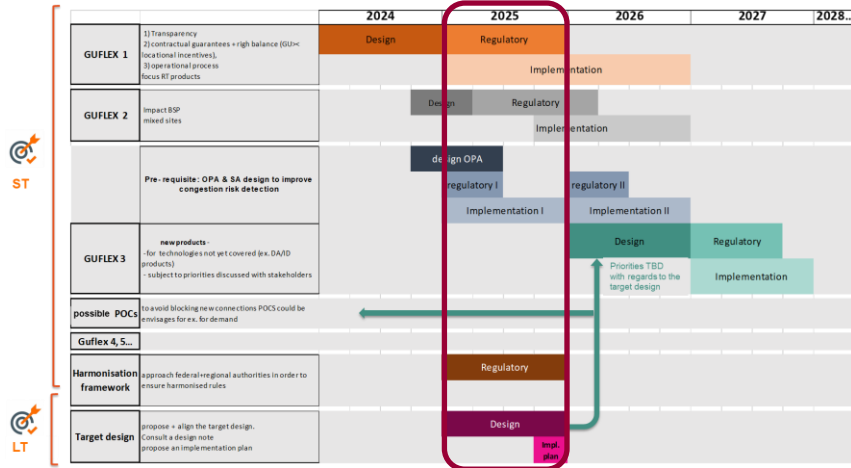 2024 2025 2026 2027 2028..
GUFLEX 1
1) Transparency
2) contractual guarantees + righ balance (GU><
locational incentives),
3) operational process
focus RT products
Design
Regulatory
Implementation
GUFLEX 2
Impact BSP
mixed sites
Design
Regulatory
Implementation
ST
Pre- requisite: OPA & SA design to improve
congestion risk detection
design OPA
regulatory I
regulatory II
Implementation I
Implementation II
GUFLEX 3
new products -
-for technologies not yet covered (ex. DA/ID
products)
- subject to priorities discussed with stakeholders
Design
Regulatory
Priorities TBD
with regards to the
target design
Implementation
possible POCs
to avoid blocking new connections POCS could be
envisages for ex. for demand
Guflex 4, 5...
Harmonisation
framework
approach federal+regional authorities in order to
ensure harmonised rules
Regulatory
LT
Target design
propose + align the target design.
Consult a design note
propose an implementation plan
Design
Impl.
plan